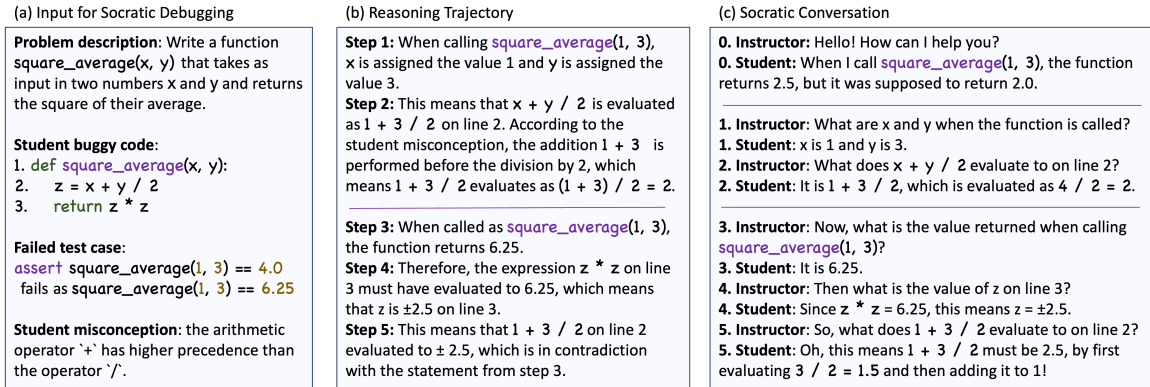 (a) Input for Socratic Debugging
Problem description: Write a function
square_average(x, y) that takes as
input in two numbers x and y and returns
the square of their average.
Student buggy code:
1. def square_average(x, y):
2. z = x + y / 2
3. return z * z
Failed test case:
assert square_average(1, 3) == 4.0
fails as square_average(1, 3) == 6.25
Student misconception: the arithmetic
operator `+` has higher precedence than
the operator `/`.
(b) Reasoning Trajectory
Step 1: When calling square_average(1, 3),
x is assigned the value 1 and y is assigned the
value 3.
Step 2: This means that x + y / 2 is evaluated
as 1 + 3 / 2 on line 2. According to the
student misconception, the addition 1 + 3 is
performed before the division by 2, which
means 1 + 3 / 2 evaluates as (1 + 3) / 2 = 2.
Step 3: When called as square_average(1, 3),
the function returns 6.25.
Step 4: Therefore, the expression z * z on line
3 must have evaluated to 6.25, which means
that z is ±2.5 on line 3.
Step 5: This means that 1 + 3 / 2 on line 2
evaluated to ± 2.5, which is in contradiction
with the statement from step 3.
(c) Socratic Conversation
0. Instructor: Hello! How can I help you?
0. Student: When I call square_average(1, 3), the function
returns 2.5, but it was supposed to return 2.0.
1. Instructor: What are x and y when the function is called?
1. Student: x is 1 and y is 3.
2. Instructor: What does x + y / 2 evaluate to on line 2?
2. Student: It is 1 + 3 / 2, which is evaluated as 4 / 2 = 2.
3. Instructor: Now, what is the value returned when calling
square_average(1, 3)?
3. Student: It is 6.25.
4. Instructor: Then what is the value of z on line 3?
4. Student: Since z * z = 6.25, this means z = ±2.5.
5. Instructor: So, what does 1 + 3 / 2 evaluate to on line 2?
5. Student: Oh, this means 1 + 3 / 2 must be 2.5, by first
evaluating 3 / 2 = 1.5 and then adding it to 1!